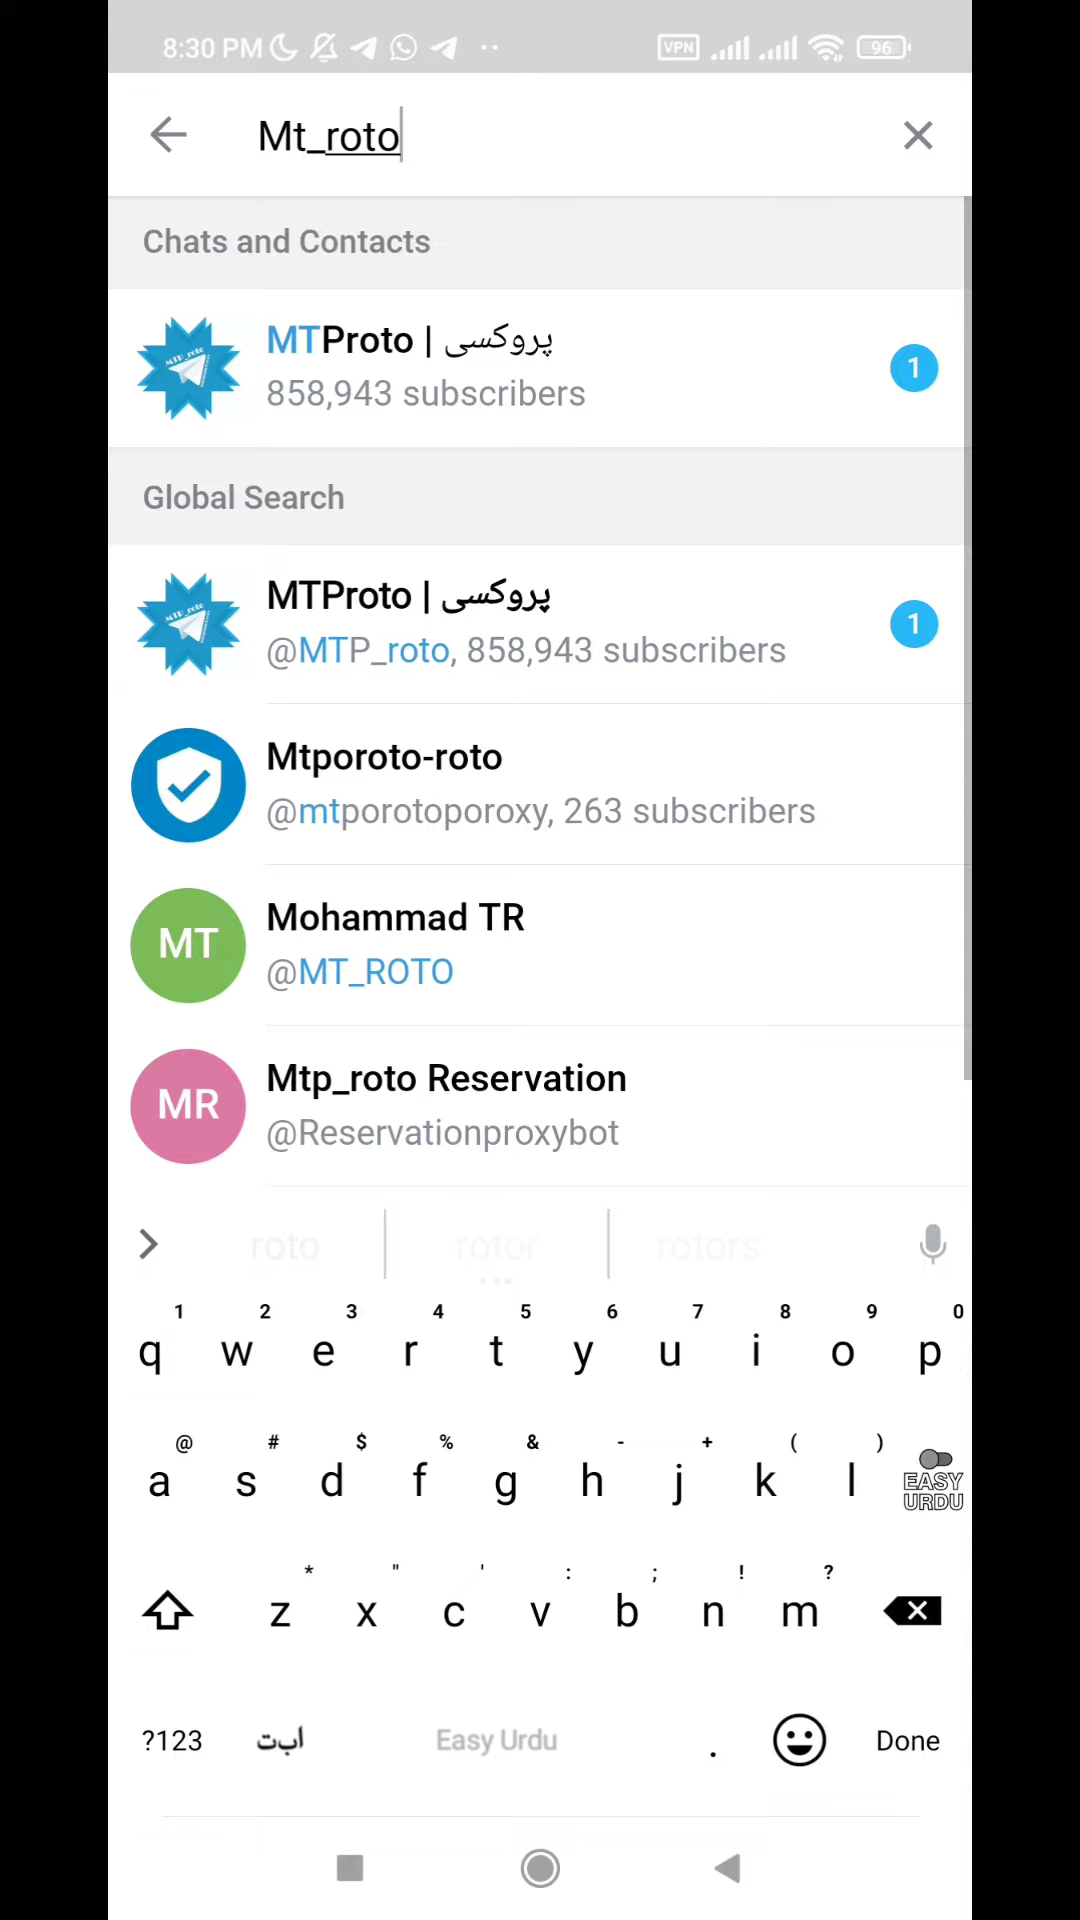 8:30 PM VPN 96
Mt_roto
Chats and Contacts
MTProto | پروکسی
858,943 subscribers
1
Global Search
MTProto | پروکسی
@MTP_roto, 858,943 subscribers
1
Mtporoto-roto
@mtporotoporoxy, 263 subscribers
MT
Mohammad TR
@MT_ROTO
MR
Mtp_roto Reservation
@Reservationproxybot
roto rotor rotors
1 2 3 4 5 6 7 8 9 0
q w e r t y u i o p
@ # $ % & - + ( )
a s d f g h j k l
EASY
URDU
* " ' : ; ! ?
z x c v b n m
?123 ا ب ت Easy Urdu . Done